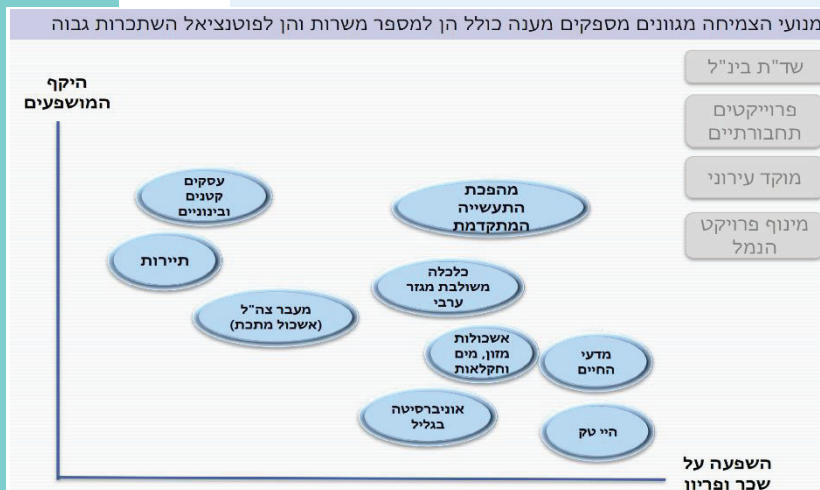 מנועי הצמיחה מגוונים מספקים מענה כולל הן למספר משרות והן לפוטנציאל השתכרות גבוה
היקף
המושפעים
שד"ת בינ"ל
פרוייקטים
תחבורתיים
מוקד עירוני
מינוף פרויקט
הנמל
עסקים
קטנים
ובינוניים
מהפכת
התעשייה
המתקדמת
תיירות
כלכלה
משולבת מגזר
ערבי
מעבר צה"ל
(אשכול מתכת)
אשכולות
מזון, מים
וחקלאות
מדעי
החיים
אוניברסיטה
בגליל
היי טק
השפעה על
שכר ופריון